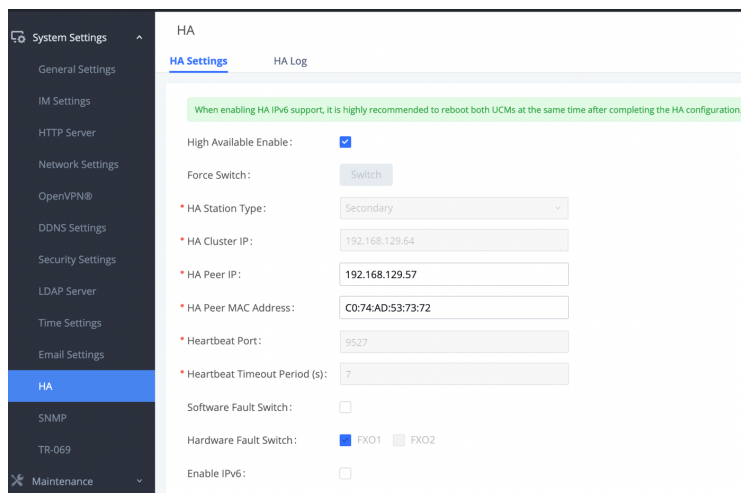 HA
System Settings
HA Settings
HA Log
General Settings
IM Settings
HTTP Server
Network Settings
OpenVPN®
DDNS Settings
Security Settings
LDAP Server
Time Settings
Email Settings
HA
SNMP
TR-069
Maintenance
When enabling HA IPv6 support, it is highly recommended to reboot both UCMs at the same time after completing the HA configuration.
High Available Enable:
Force Switch: Switch
* HA Station Type: Secondary
* HA Cluster IP: 192.168.129.64
* HA Peer IP: 192.168.129.57
* HA Peer MAC Address: C0:74:AD:53:73:72
* Heartbeat Port: 9527
* Heartbeat Timeout Period (s): 7
Software Fault Switch:
Hardware Fault Switch: FXO1 FXO2
Enable IPv6: